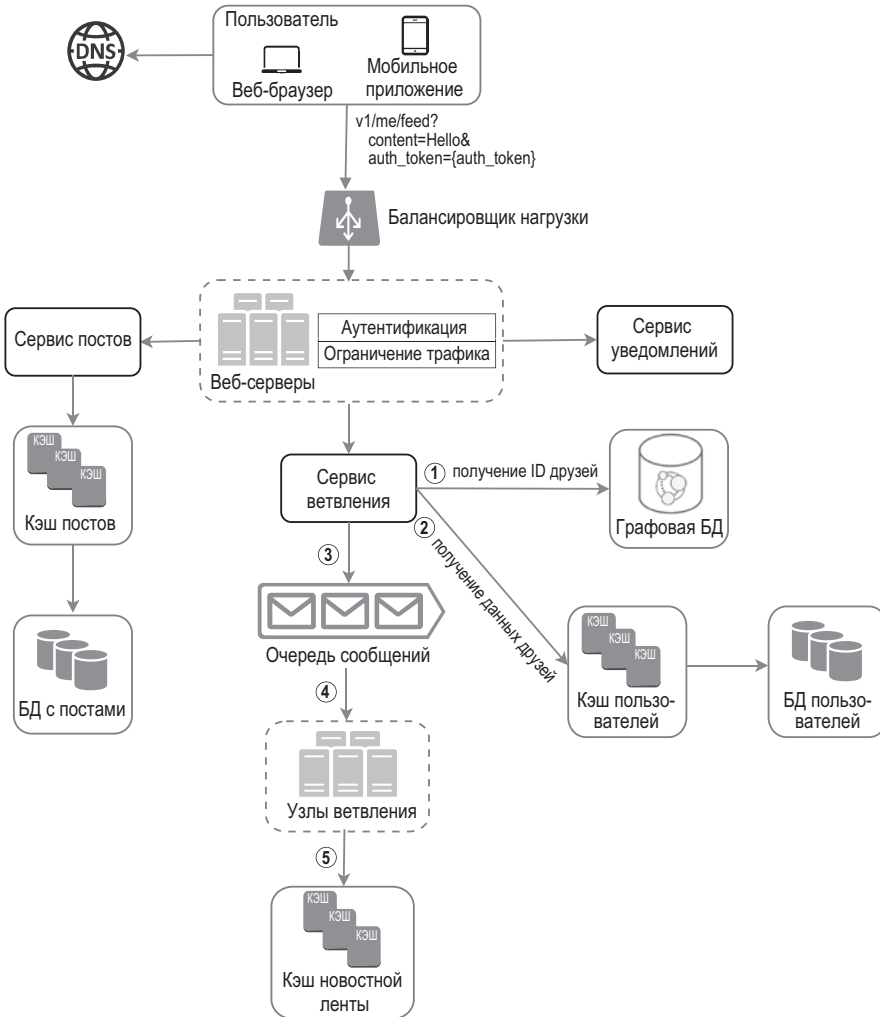 Пользователь
DNS
Веб-браузер
Мобильное
приложение
v1/me/feed?
content=Hello&
auth_token={auth_token}
Балансировщик нагрузки
Сервис постов
Аутентификация
Ограничение трафика
Веб-серверы
Сервис
уведомлений
КЭШ
КЭШ
КЭШ
Кэш постов
Сервис
ветвления
1 получение ID друзей
Графовая БД
2 получение данных друзей
3
Очередь сообщений
БД с постами
КЭШ
КЭШ
КЭШ
Кэш пользо-
вателей
БД пользо-
вателей
4
Узлы ветвления
5
КЭШ
КЭШ
КЭШ
Кэш новостной
ленты